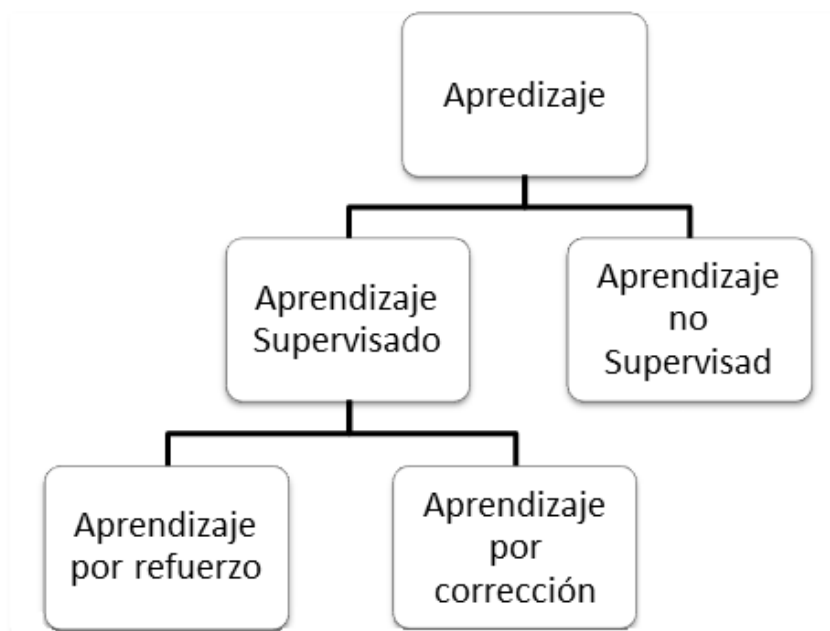 Apredizaje
Aprendizaje
Supervisado
Aprendizaje
no
Supervisad
Aprendizaje
por refuerzo
Aprendizaje
por
corrección